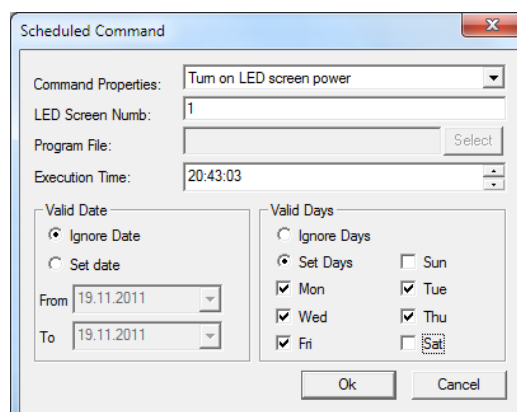 Scheduled Command
Command Properties: Turn on LED screen power
LED Screen Numb: 1
Program File: Select
Execution Time: 20:43:03
Valid Date
Ignore Date
Set date
From 19.11.2011
To 19.11.2011
Valid Days
Ignore Days
Set Days Sun
Mon Tue
Wed Thu
Fri Sat
Ok Cancel